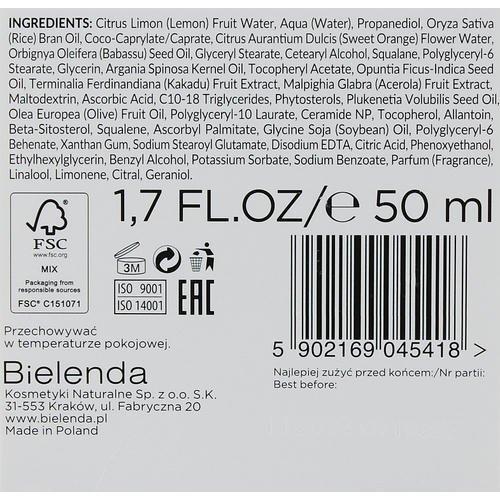 INGREDIENTS: Citrus Limon (Lemon) Fruit Water, Aqua (Water), Propanediol, Oryza Sativa
(Rice) Bran Oil, Coco-Caprylate/Caprate, Citrus Aurantium Dulcis (Sweet Orange) Flower Water,
Orbignya Oleifera (Babassu) Seed Oil, Glyceryl Stearate, Cetearyl Alcohol, Squalane, Polyglyceryl-6
Stearate, Glycerin, Argania Spinosa Kernel Oil, Tocopheryl Acetate, Opuntia Ficus-Indica Seed
Oil, Terminalia Ferdinandiana (Kakadu) Fruit Extract, Malpighia Glabra (Acerola) Fruit Extract,
Maltodextrin, Ascorbic Acid, C10-18 Triglycerides, Phytosterols, Plukenetia Volubilis Seed Oil,
Olea Europea (Olive) Fruit Oil, Polyglyceryl-10 Laurate, Ceramide NP, Tocopherol, Allantoin,
Beta-Sitosterol, Squalene, Ascorbyl Palmitate, Glycine Soja (Soybean) Oil, Polyglyceryl-6
Behenate, Xanthan Gum, Sodium Stearoyl Glutamate, Disodium EDTA, Citric Acid, Phenoxyethanol,
Ethylhexylglycerin, Benzyl Alcohol, Potassium Sorbate, Sodium Benzoate, Parfum (Fragrance),
Linalool, Limonene, Citral, Geraniol.
1,7 FL.OZ/℮ 50 ml
FSC
www.fsc.org
MIX
Packaging from
responsible sources
FSC® C151071
3M
ISO 9001
ISO 14001
EAC
Przechowywać
w temperaturze pokojowej.
5 902169 045418 >
Najlepiej zużyć przed końcem:/Nr partii:
Best before:
Bielenda
Kosmetyki Naturalne Sp. z o.o. S.K.
31-553 Kraków, ul. Fabryczna 20
www.bielenda.pl
Made in Poland